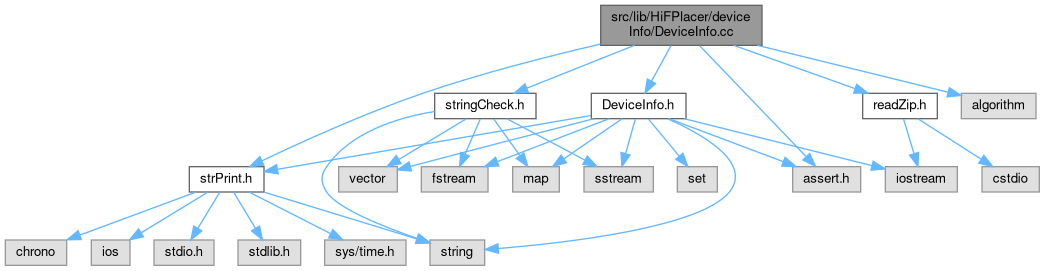 src/lib/HiFPlacer/device
Info/DeviceInfo.cc
stringCheck.h
DeviceInfo.h
readZip.h
algorithm
strPrint.h
vector
fstream
map
sstream
set
assert.h
iostream
cstdio
chrono
ios
stdio.h
stdlib.h
sys/time.h
string